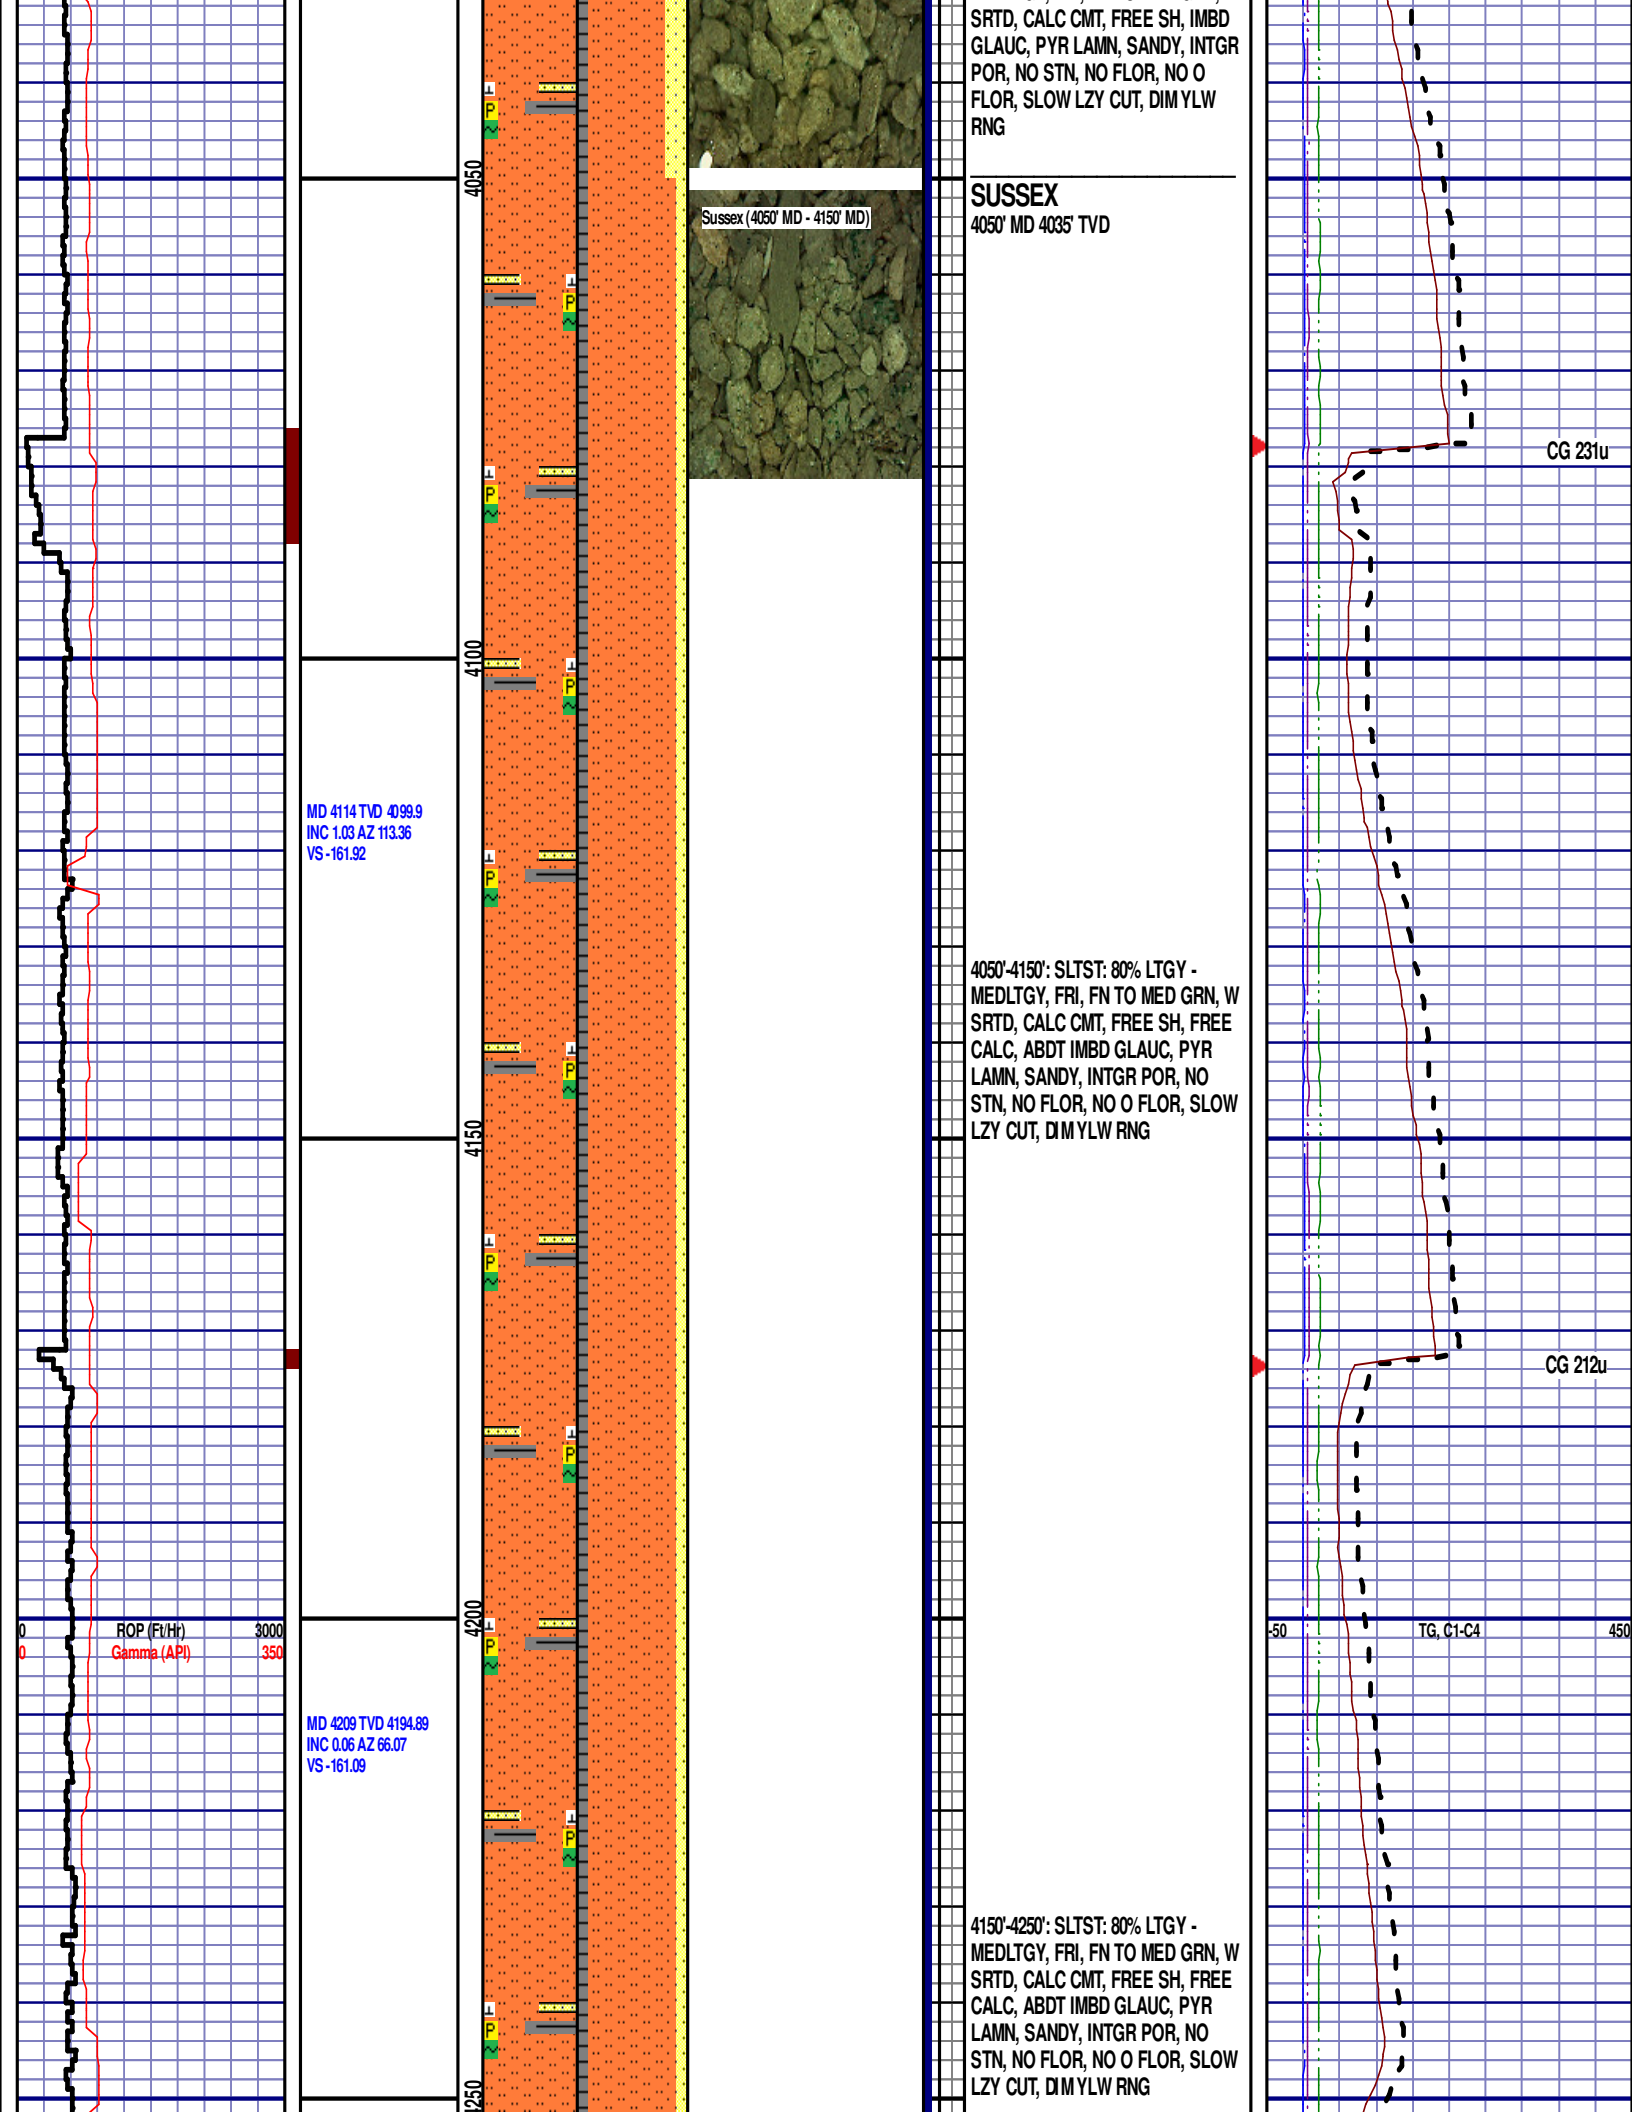 SRTD, CALC CMT, FREE SH, IMBD
GLAUC, PYR LAMN, SANDY, INTGR
POR, NO STN, NO FLOR, NO O
FLOR, SLOW LZY CUT, DIM YLW
RNG
P
4050
SUSSEX
4050' MD 4035' TVD
Sussex (4050' MD - 4150' MD)
P
CG 231u
P
4100
P
MD 4114 TVD 4099.9
INC 1.03 AZ 113.36
VS -161.92
P
4050'-4150': SLTST: 80% LTGY -
MEDLTGY, FRI, FN TO MED GRN, W
SRTD, CALC CMT, FREE SH, FREE
CALC, ABDT IMBD GLAUC, PYR
LAMN, SANDY, INTGR POR, NO
STN, NO FLOR, NO O FLOR, SLOW
LZY CUT, DIM YLW RNG
P
4150
P
CG 212u
P
4200
0 ROP (Ft/Hr) 3000
0 Gamma (API) 350
P
-50 TG, C1-C4 450
MD 4209 TVD 4194.89
INC 0.06 AZ 66.07
VS -161.09
P
4150'-4250': SLTST: 80% LTGY -
MEDLTGY, FRI, FN TO MED GRN, W
SRTD, CALC CMT, FREE SH, FREE
CALC, ABDT IMBD GLAUC, PYR
LAMN, SANDY, INTGR POR, NO
STN, NO FLOR, NO O FLOR, SLOW
LZY CUT, DIM YLW RNG
P
4250